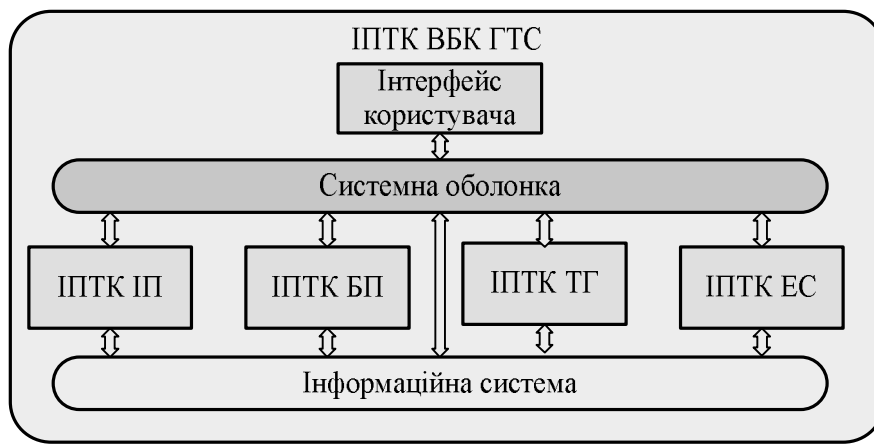 ІПТК ВБК ГТС
Інтерфейс
користувача
Системна оболонка
ІПТК ІП
ІПТК БП
ІПТК ТГ
ІПТК ЕС
Інформаційна система